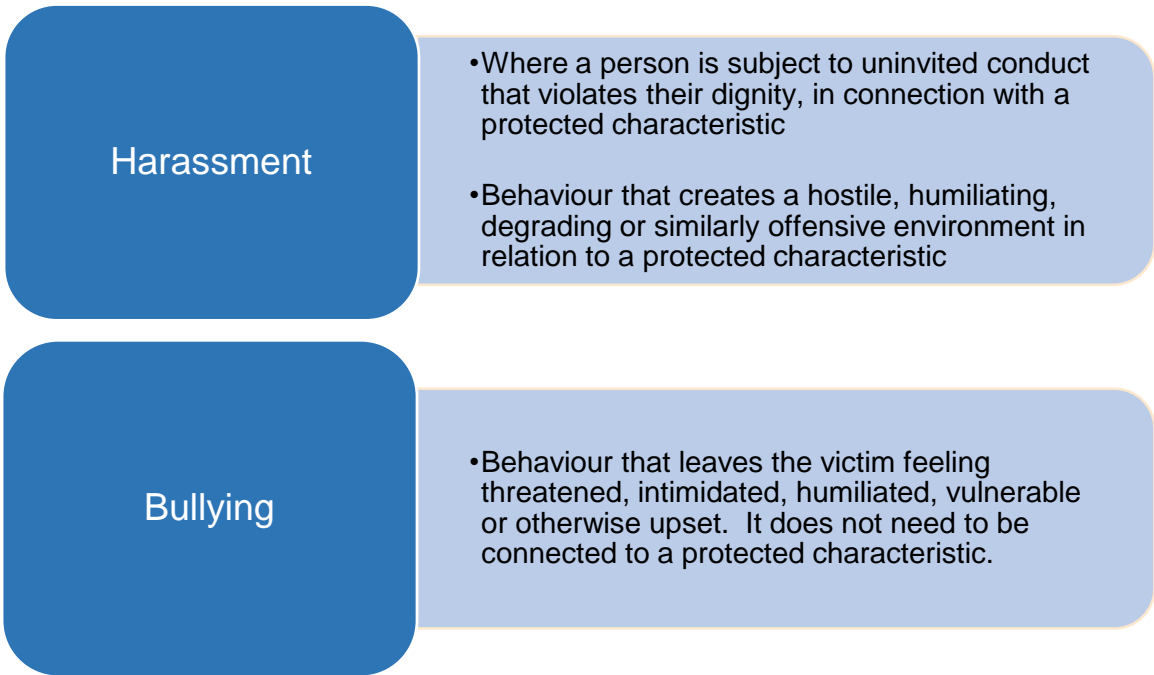 Harassment
•Where a person is subject to uninvited conduct
that violates their dignity, in connection with a
protected characteristic
•Behaviour that creates a hostile, humiliating,
degrading or similarly offensive environment in
relation to a protected characteristic
Bullying
•Behaviour that leaves the victim feeling
threatened, intimidated, humiliated, vulnerable
or otherwise upset.  It does not need to be
connected to a protected characteristic.